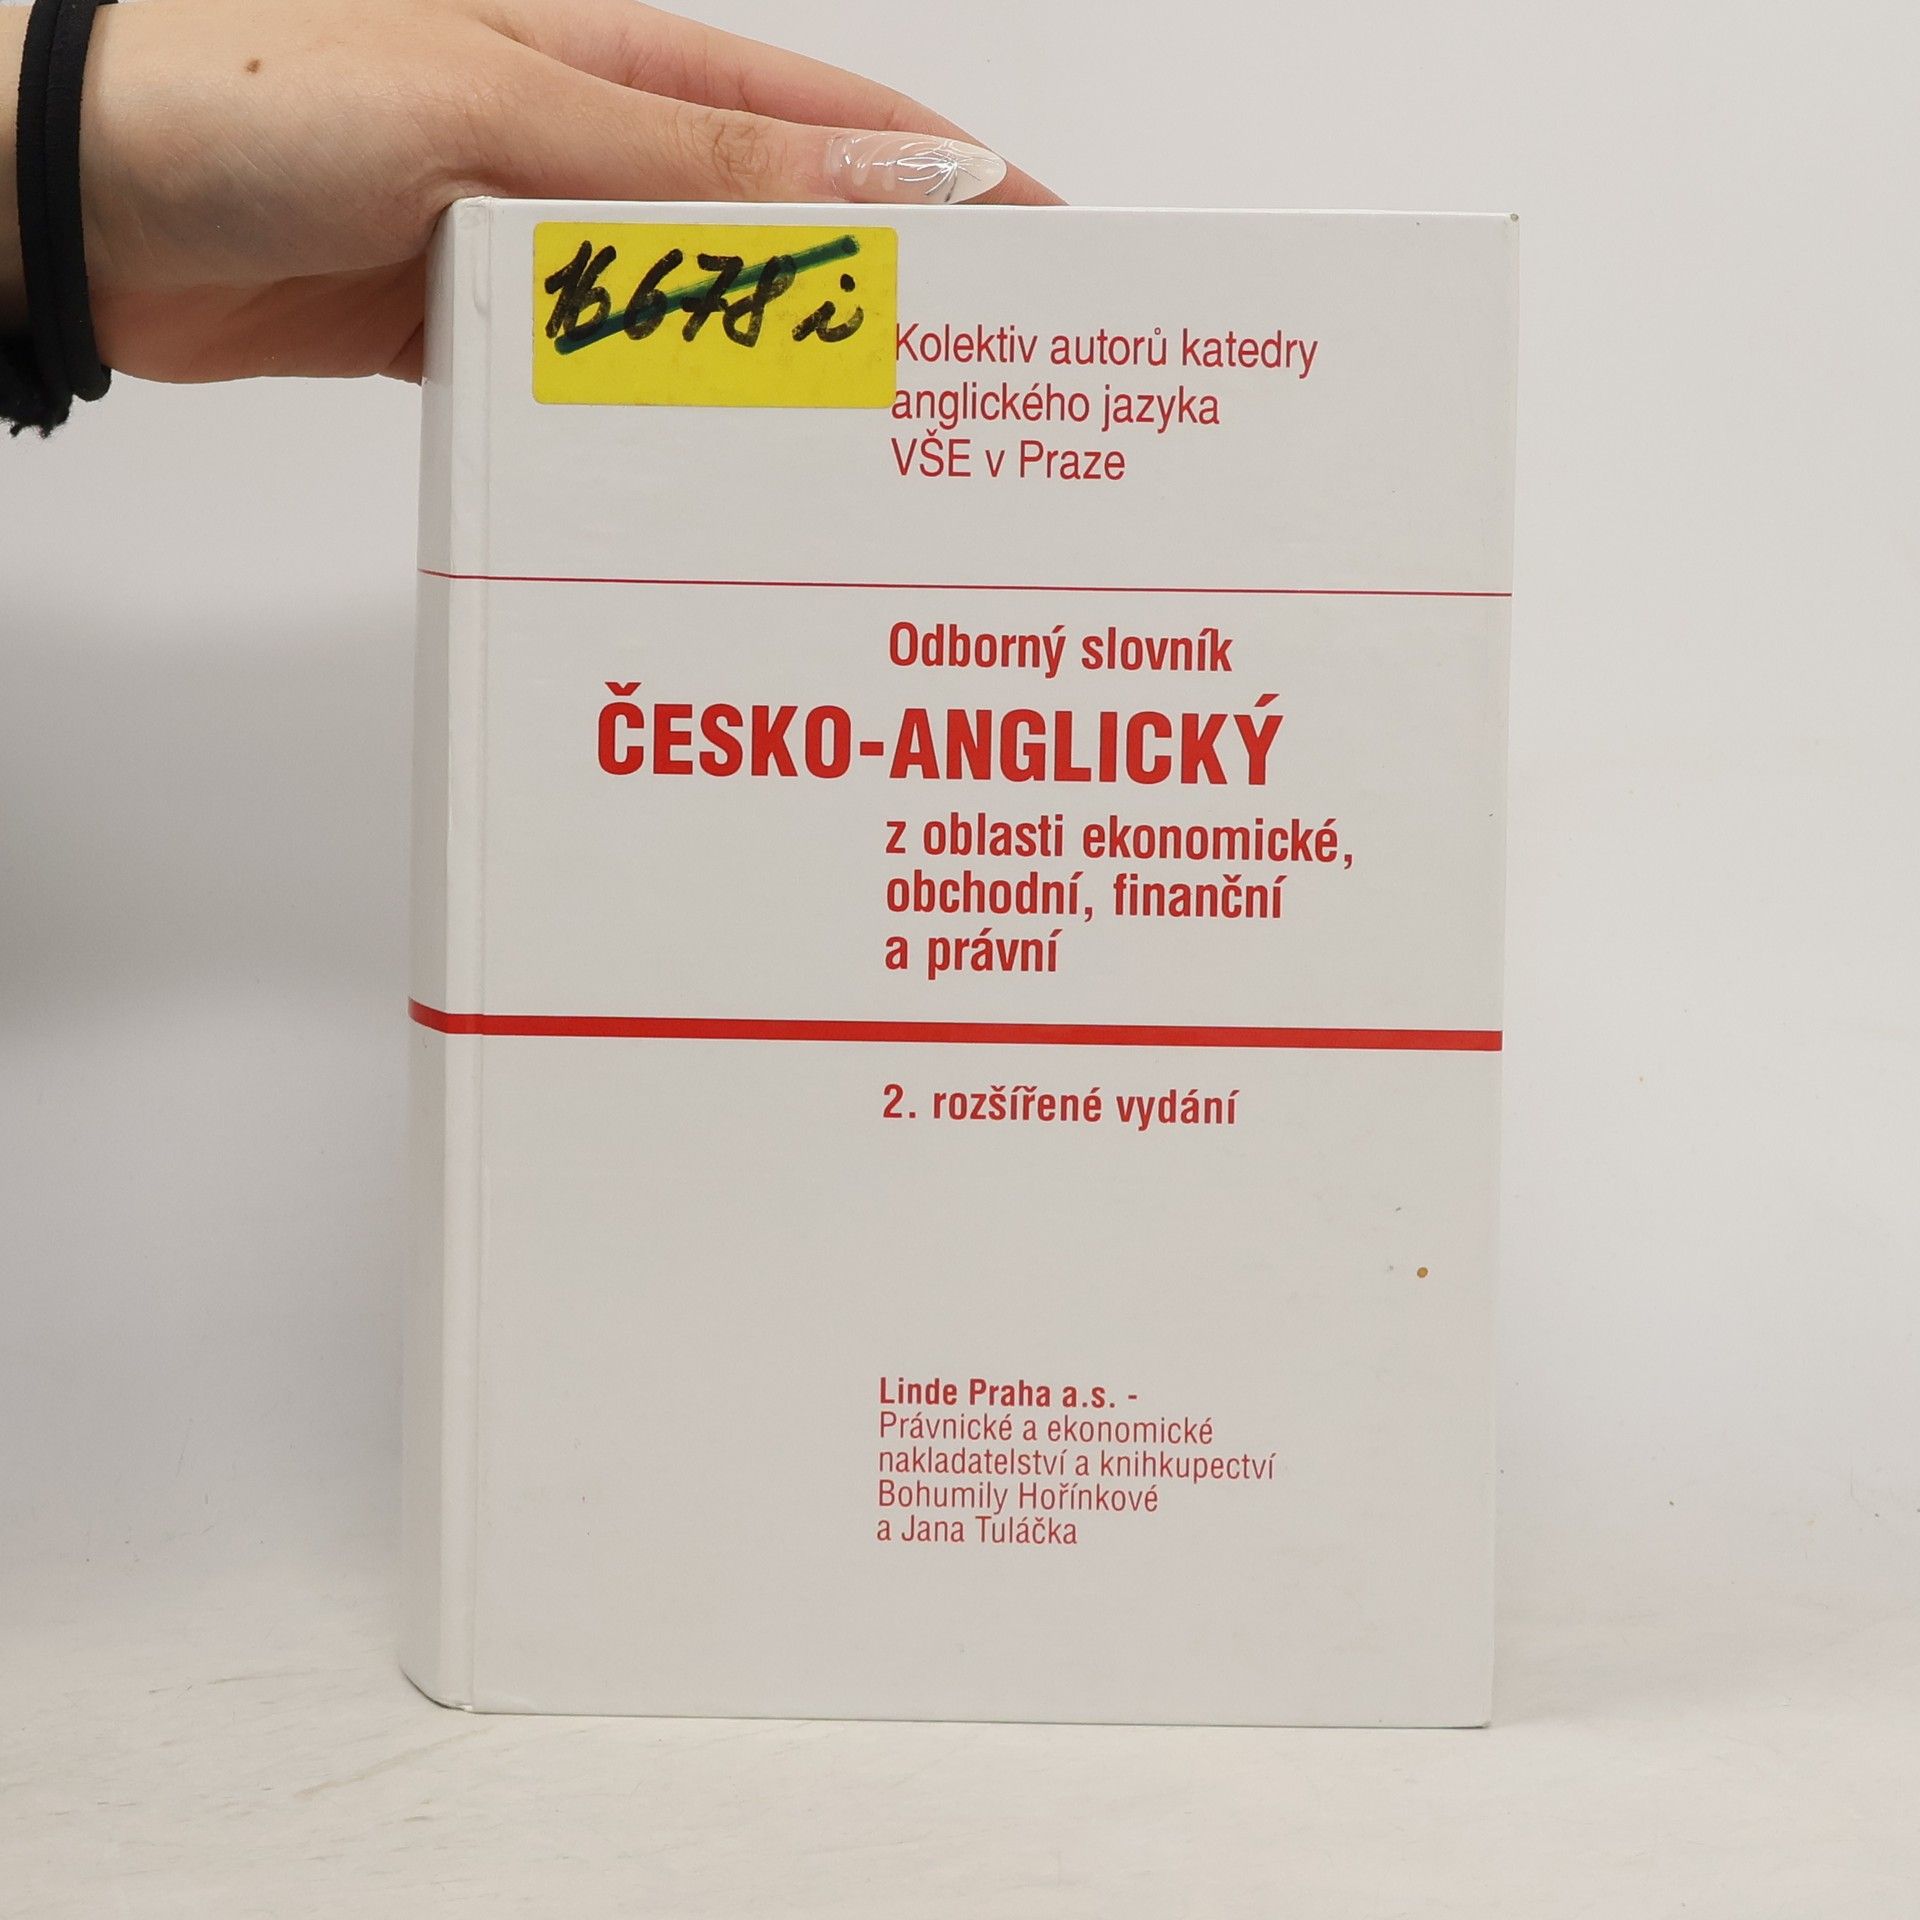 16678 i
Kolektiv autorů katedry
anglického jazyka
VŠE v Praze
Odborný slovník
ČESKO-ANGLICKÝ
z oblasti ekonomické,
obchodní, finanční
a právní
2. rozšířené vydání
Linde Praha a.s. -
Právnické a ekonomické
nakladatelství a knihkupectví
Bohumily Hořínkové
a Jana Tuláčka